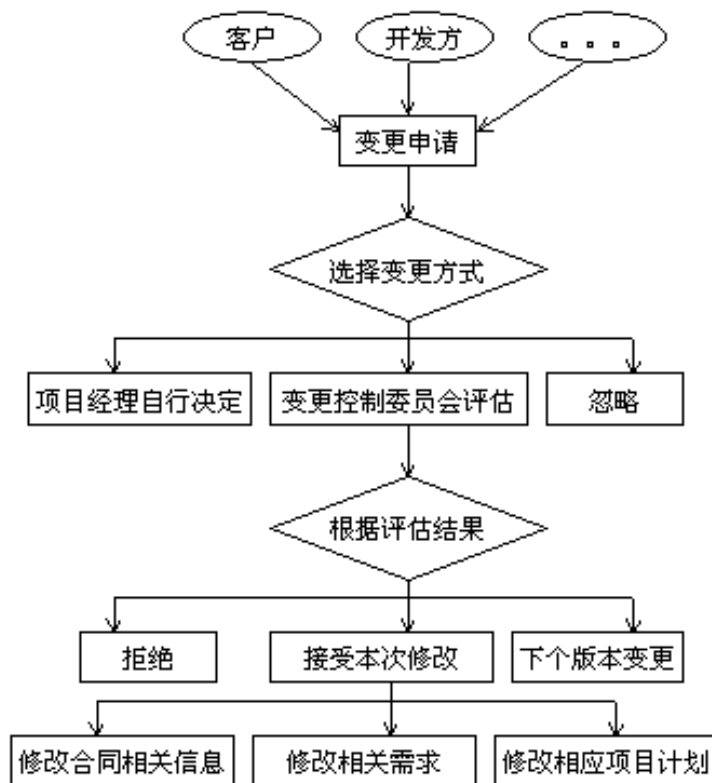 客户
开发方
。。。
变更申请
选择变更方式
项目经理自行决定
变更控制委员会评估
忽略
根据评估结果
拒绝
接受本次修改
下个版本变更
修改合同相关信息
修改相关需求
修改相应项目计划